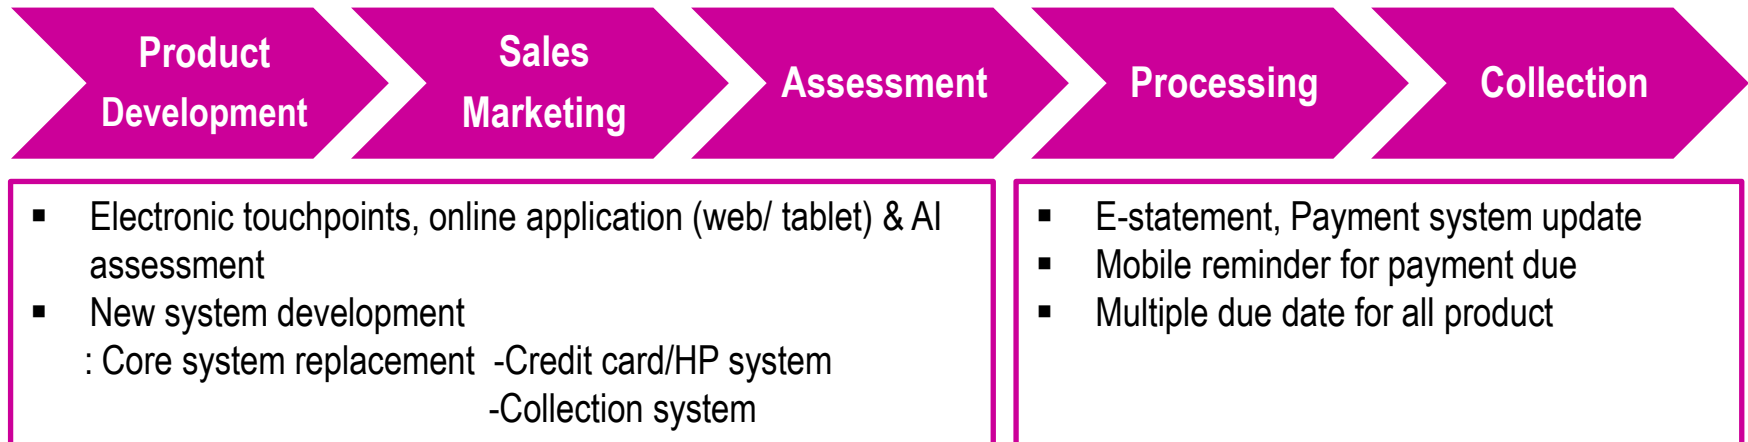 Product
Development
Sales
Marketing
Assessment
Processing
Collection
▪ Electronic touchpoints, online application (web/ tablet) & AI
assessment
▪ New system development
: Core system replacement -Credit card/HP system
-Collection system
▪ E-statement, Payment system update
▪ Mobile reminder for payment due
▪ Multiple due date for all product